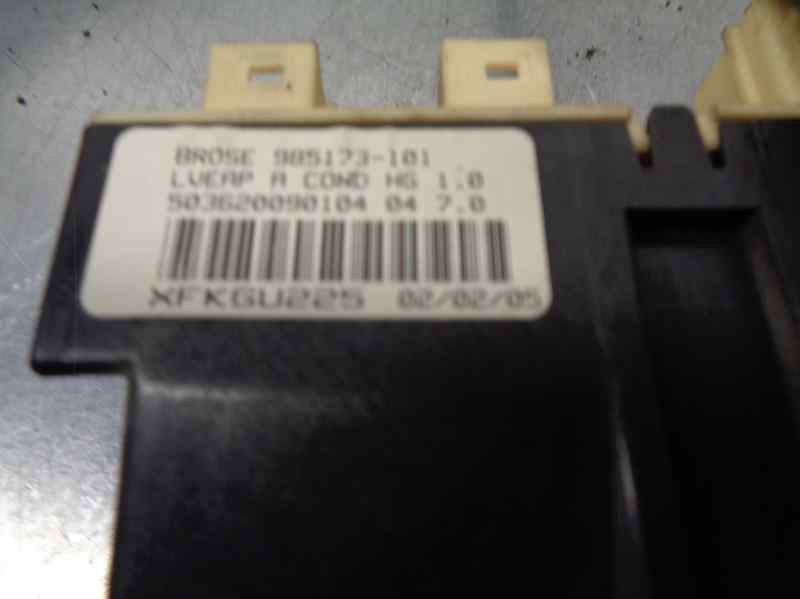 BROSE 985173-101
LVEAP A COND HG 1.0
503620090104 04 7.0
XFKGU225 02/02/05